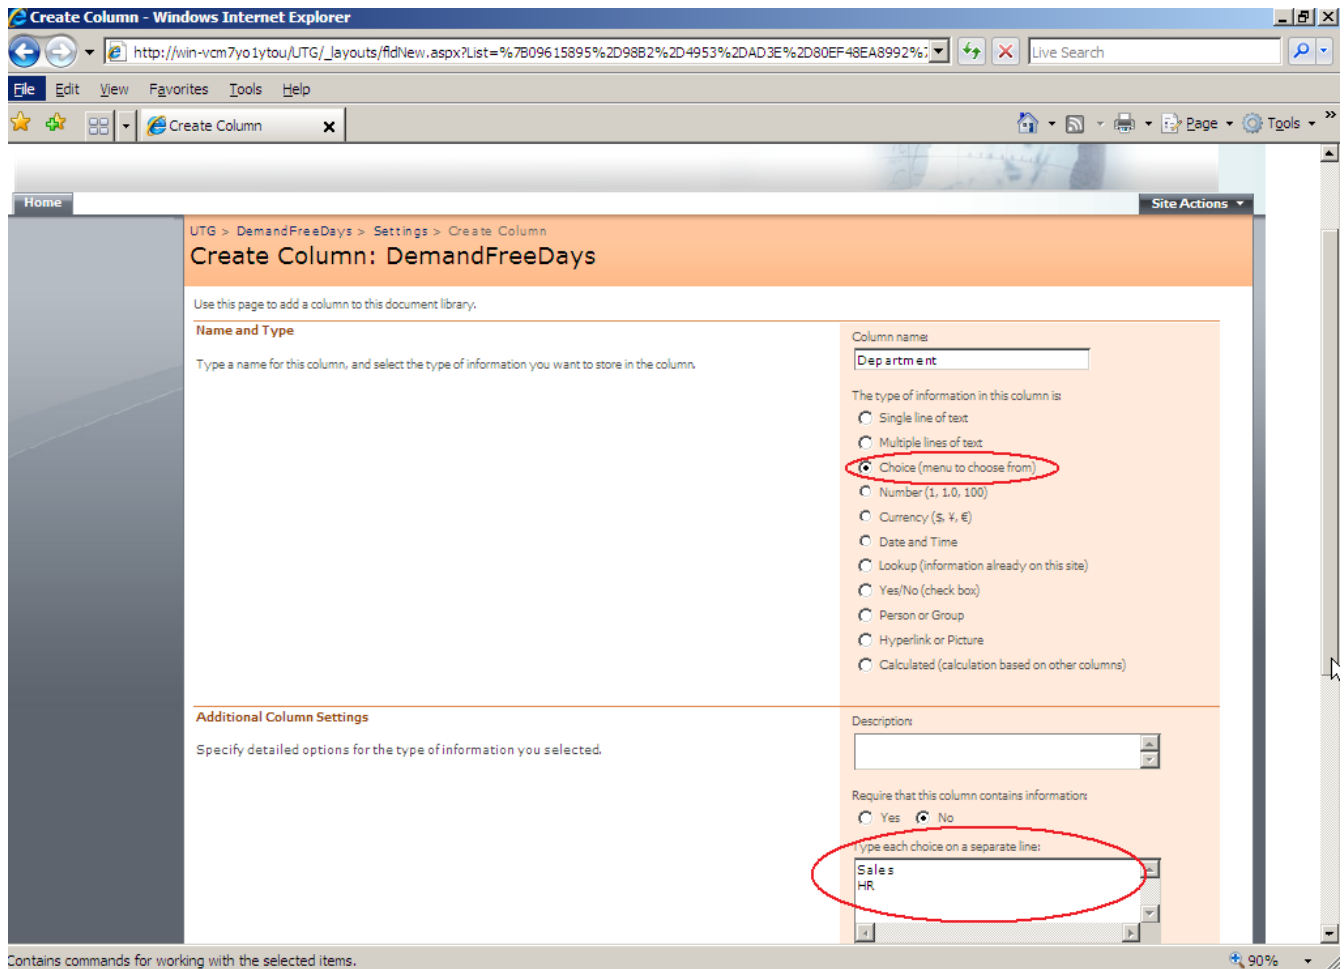 Create Column - Windows Internet Explorer
http://win-vcm7yo1ytou/UTG/_layouts/fldNew.aspx?List=%7B09615895%2D98B2%2D4953%2DAD3E%2D80EF48EA8992%
Live Search
File Edit View Favorites Tools Help
Create Column
Page Tools
Home
Site Actions
UTG > DemandFreeDays > Settings > Create Column
Create Column: DemandFreeDays
Use this page to add a column to this document library.
Name and Type
Type a name for this column, and select the type of information you want to store in the column.
Column name:
Department
The type of information in this column is:
Single line of text
Multiple lines of text
Choice (menu to choose from)
Number (1, 1.0, 100)
Currency ($, ¥, €)
Date and Time
Lookup (information already on this site)
Yes/No (check box)
Person or Group
Hyperlink or Picture
Calculated (calculation based on other columns)
Additional Column Settings
Specify detailed options for the type of information you selected.
Description:
Require that this column contains information:
Yes No
Type each choice on a separate line:
Sales
HR
Contains commands for working with the selected items.
90%